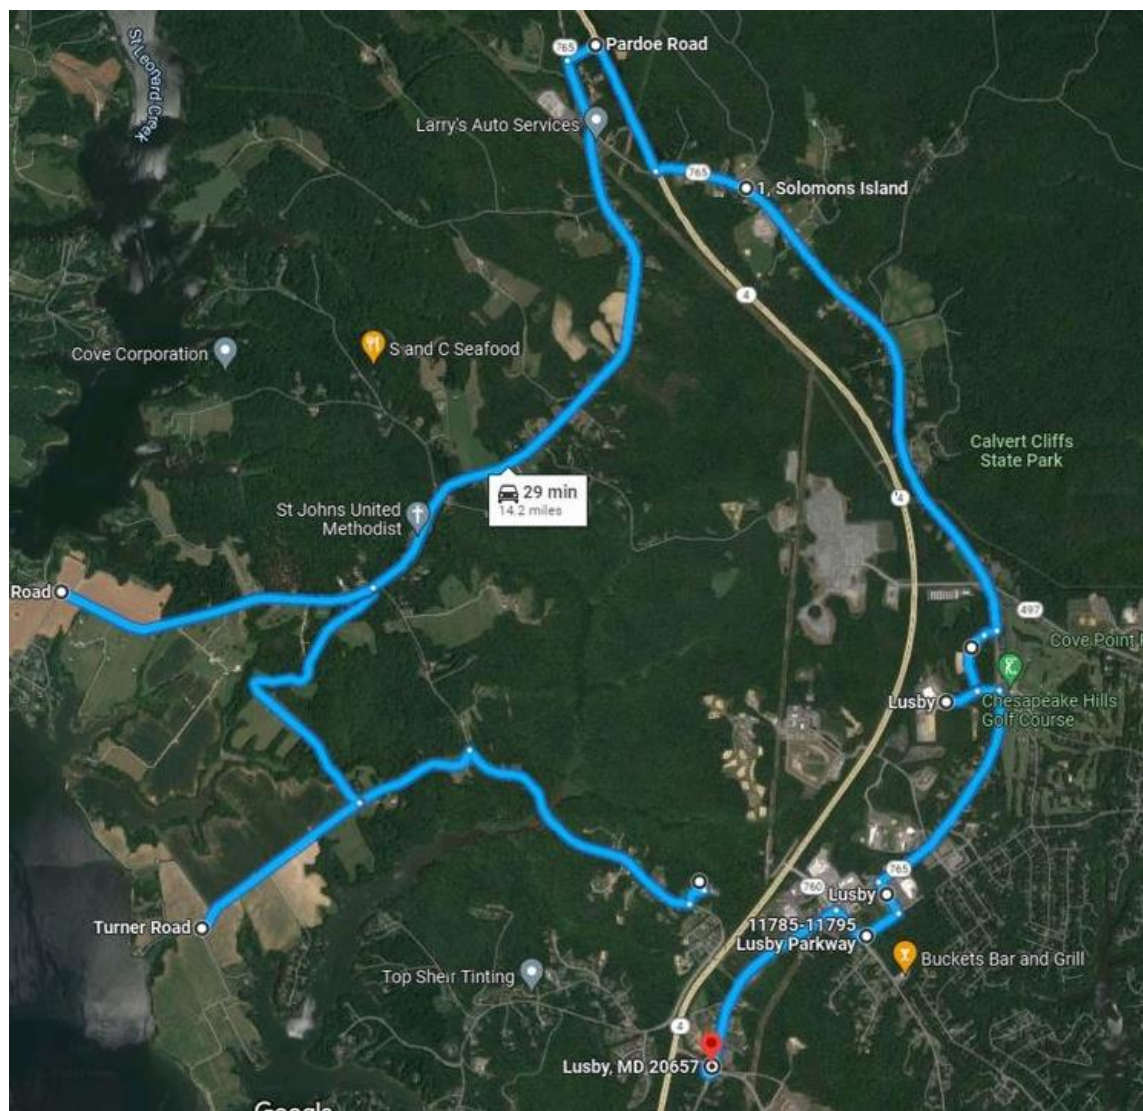 St Leonard
Creek
765
Pardoe Road
Larry's Auto Services
765
1, Solomons Island
4
Cove Corporation
S and C Seafood
Calvert Cliffs
State Park
29 min
14.2 miles
4
St Johns United
Methodist
Road
497
Cove Point
Lusby
Chesapeake Hills
Golf Course
765
760
Lusby
Turner Road
11785-11795
Lusby Parkway
Buckets Bar and Grill
Top Shelf Tinting
4
Lusby, MD 20657
Google